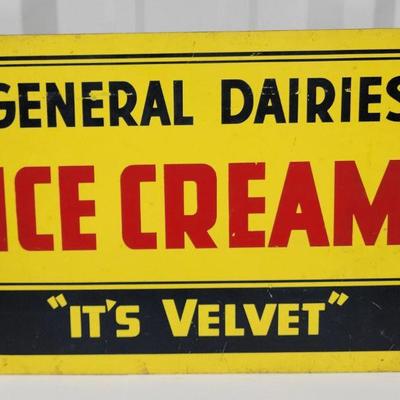 GENERAL DAIRIES
ICE CREAM
"IT'S VELVET"